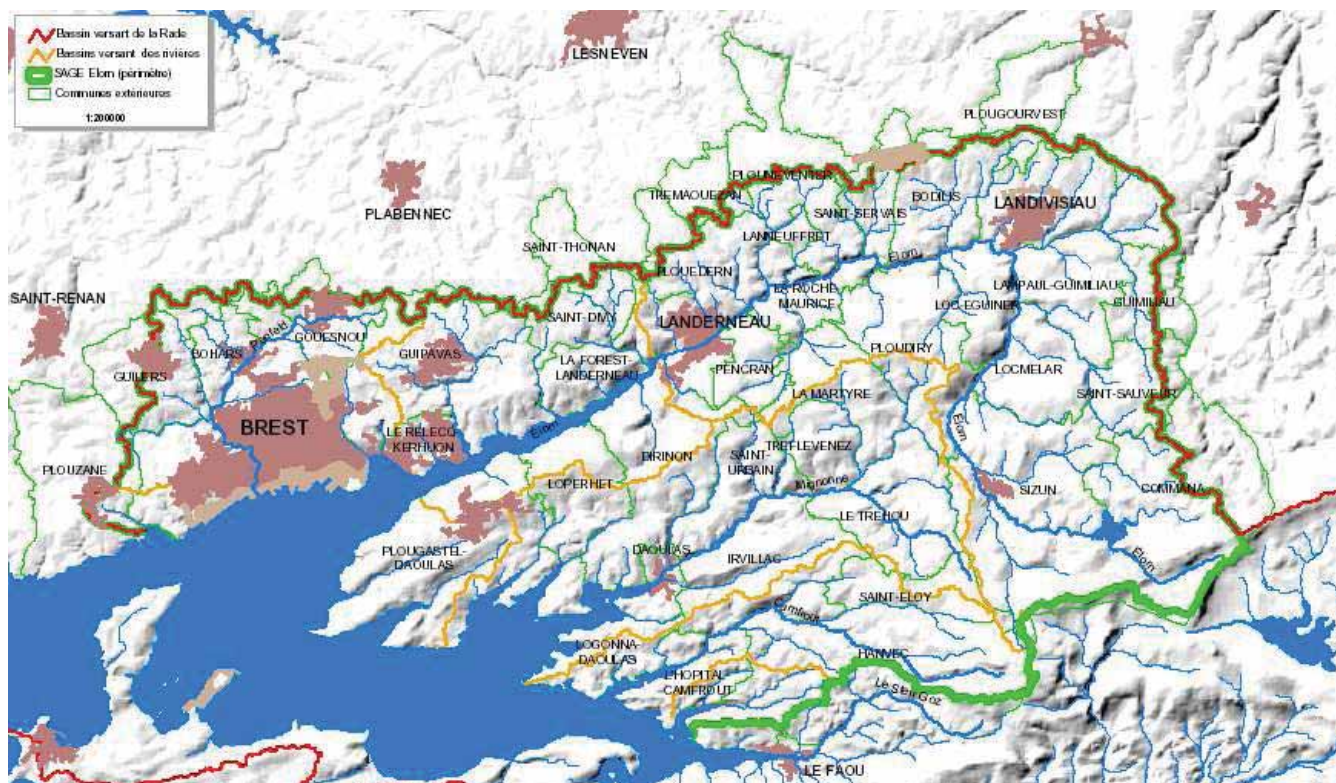 Bassin versant de la Rade
Bassins versant des rivières
SAGE Elorn (périmètre)
Communes extérieures
1:200000
LESNEVEN
PLOUGOURVEST
PLABENNEC
PLOUNEVENTER
TREMAOUEZAN
BODILIS
LANDIVISIAU
SAINT-SERVAIS
LANNEUFFRET
SAINT-THONAN
Elorn
PLOUEDERN
LA ROCHE
MAURICE
LAMPAUL-GUIMILIAU
SAINT-RENAN
LOC-EGUINER
GUIMILIAU
SAINT-DIVY
LANDERNEAU
Penfeld
GOUESNOU
BOHARS
GUIPAVAS
PLOUDIRY
LA FOREST-
LANDERNEAU
PENCRAN
LOCMELAR
GUILERS
LA MARTYRE
SAINT-SAUVEUR
BREST
Elorn
Elorn
LE RELECQ
KERHUON
TREFLEVENEZ
DIRINON
SAINT-
URBAIN
PLOUZANE
LOPERHET
Mignonne
SIZUN
COMMANA
LE TREHOU
PLOUGASTEL-
DAOULAS
DAOULAS
IRVILLAC
Elorn
SAINT-ELOY
Camfrout
LOGONNA-
DAOULAS
HANVEC
L'HOPITAL-
CAMFROUT
Le Steir Goz
LE FAOU